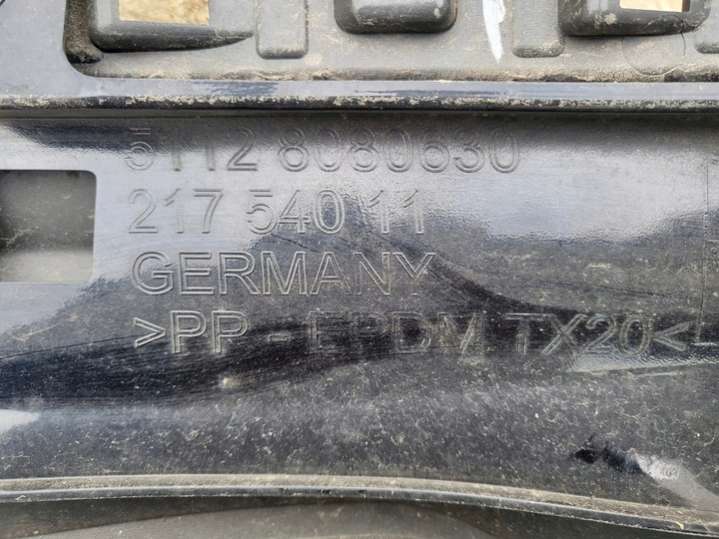 5112 8080630
217 540 11
GERMANY
>PP - EPDM TX20<